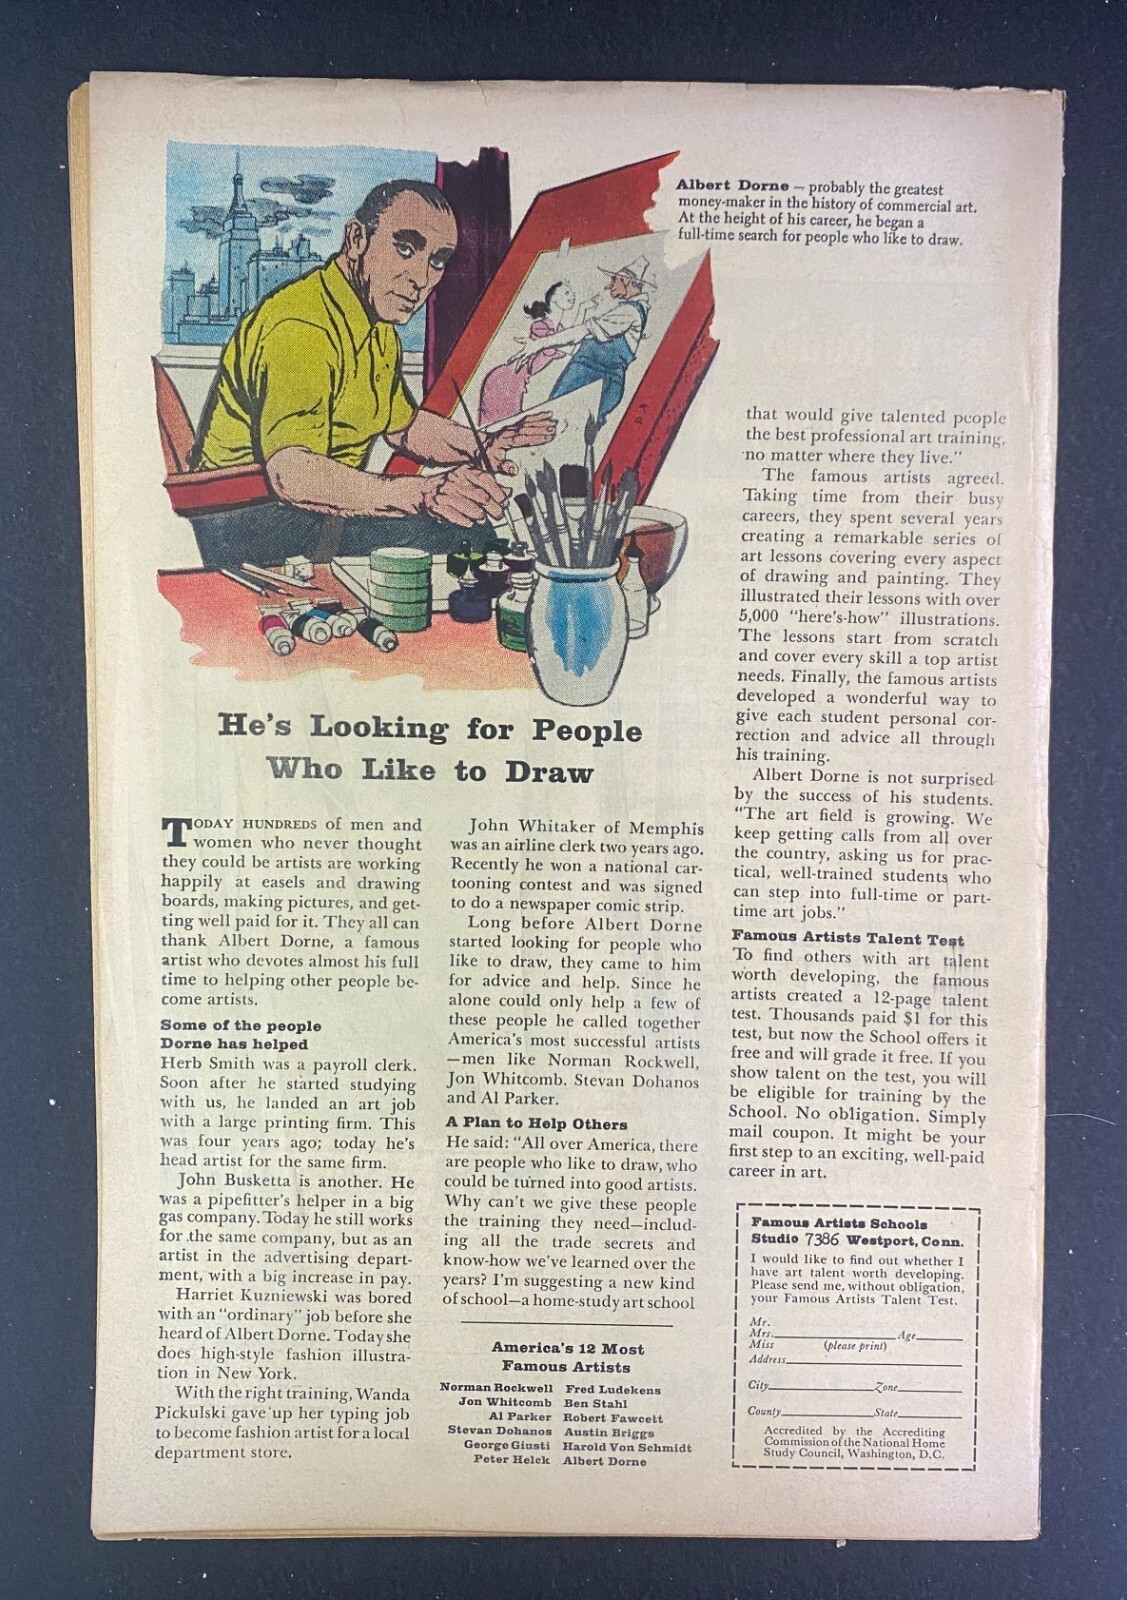 Albert Dorne — probably the greatest
money-maker in the history of commercial art.
At the height of his career, he began a
full-time search for people who like to draw.
He's Looking for People
Who Like to Draw
TODAY HUNDREDS of men and
women who never thought
they could be artists are working
happily at easels and drawing
boards, making pictures, and get-
ting well paid for it. They all can
thank Albert Dorne, a famous
artist who devotes almost his full
time to helping other people be-
come artists.
Some of the people
Dorne has helped
Herb Smith was a payroll clerk.
Soon after he started studying
with us, he landed an art job
with a large printing firm. This
was four years ago; today he's
head artist for the same firm.
John Busketta is another. He
was a pipefitter's helper in a big
gas company. Today he still works
for the same company, but as an
artist in the advertising depart-
ment, with a big increase in pay.
Harriet Kuzniewski was bored
with an "ordinary" job before she
heard of Albert Dorne. Today she
does high-style fashion illustra-
tion in New York.
With the right training, Wanda
Pickulski gave up her typing job
to become fashion artist for a local
department store.
John Whitaker of Memphis
was an airline clerk two years ago.
Recently he won a national car-
tooning contest and was signed
to do a newspaper comic strip.
Long before Albert Dorne
started looking for people who
like to draw, they came to him
for advice and help. Since he
alone could only help a few of
these people he called together
America's most successful artists
—men like Norman Rockwell,
Jon Whitcomb. Stevan Dohanos
and Al Parker.
A Plan to Help Others
He said: "All over America, there
are people who like to draw, who
could be turned into good artists.
Why can't we give these people
the training they need—includ-
ing all the trade secrets and
know-how we've learned over the
years? I'm suggesting a new kind
of school—a home-study art school
America's 12 Most
Famous Artists
Norman Rockwell Fred Ludekens
Jon Whitcomb Ben Stahl
Al Parker Robert Fawcett
Stevan Dohanos Austin Briggs
George Giusti Harold Von Schmidt
Peter Helck Albert Dorne
that would give talented people
the best professional art training,
no matter where they live."
The famous artists agreed.
Taking time from their busy
careers, they spent several years
creating a remarkable series of
art lessons covering every aspect
of drawing and painting. They
illustrated their lessons with over
5,000 "here's-how" illustrations.
The lessons start from scratch
and cover every skill a top artist
needs. Finally, the famous artists
developed a wonderful way to
give each student personal cor-
rection and advice all through
his training.
Albert Dorne is not surprised
by the success of his students.
"The art field is growing. We
keep getting calls from all over
the country, asking us for prac-
tical, well-trained students who
can step into full-time or part-
time art jobs."
Famous Artists Talent Test
To find others with art talent
worth developing, the famous
artists created a 12-page talent
test. Thousands paid $1 for this
test, but now the School offers it
free and will grade it free. If you
show talent on the test, you will
be eligible for training by the
School. No obligation. Simply
mail coupon. It might be your
first step to an exciting, well-paid
career in art.
Famous Artists Schools
Studio 7386 Westport, Conn.
I would like to find out whether I
have art talent worth developing.
Please send me, without obligation,
your Famous Artists Talent Test.
Mr.
Mrs. Age
Miss (please print)
Address
City Zone
County State
Accredited by the Accrediting
Commission of the National Home
Study Council, Washington, D.C.